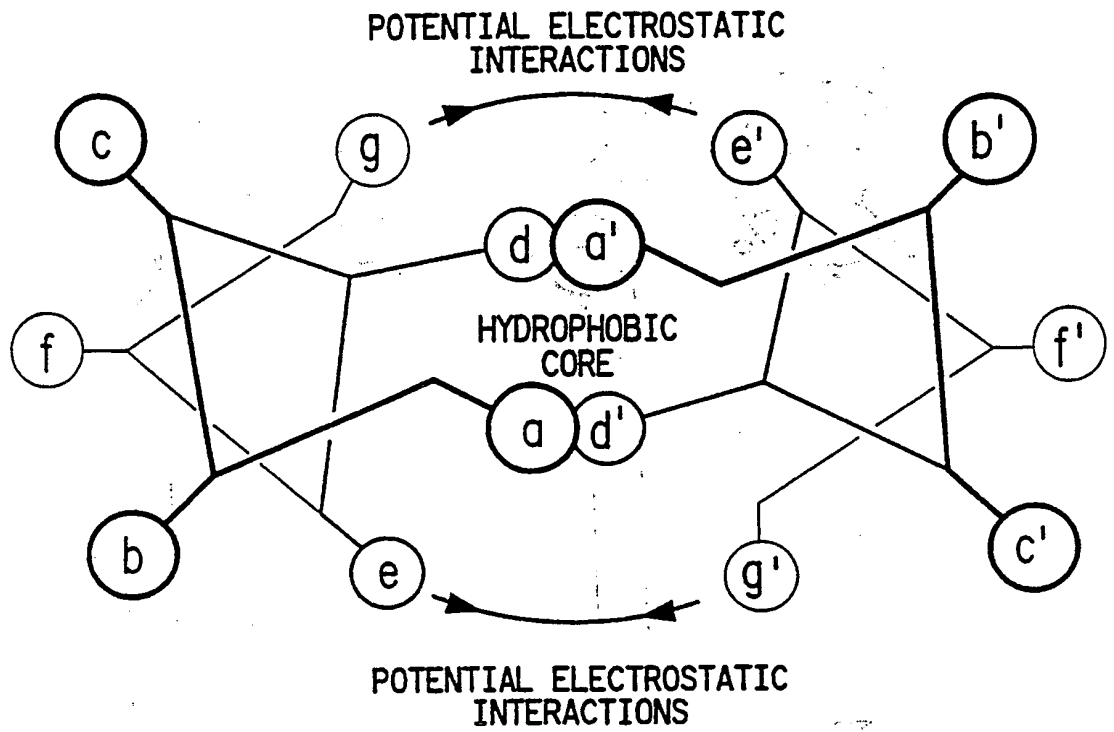 POTENTIAL ELECTROSTATIC
INTERACTIONS
c
g
e'
b'
d
a'
f
HYDROPHOBIC
CORE
f'
a
d'
b
e
g'
c'
POTENTIAL ELECTROSTATIC
INTERACTIONS